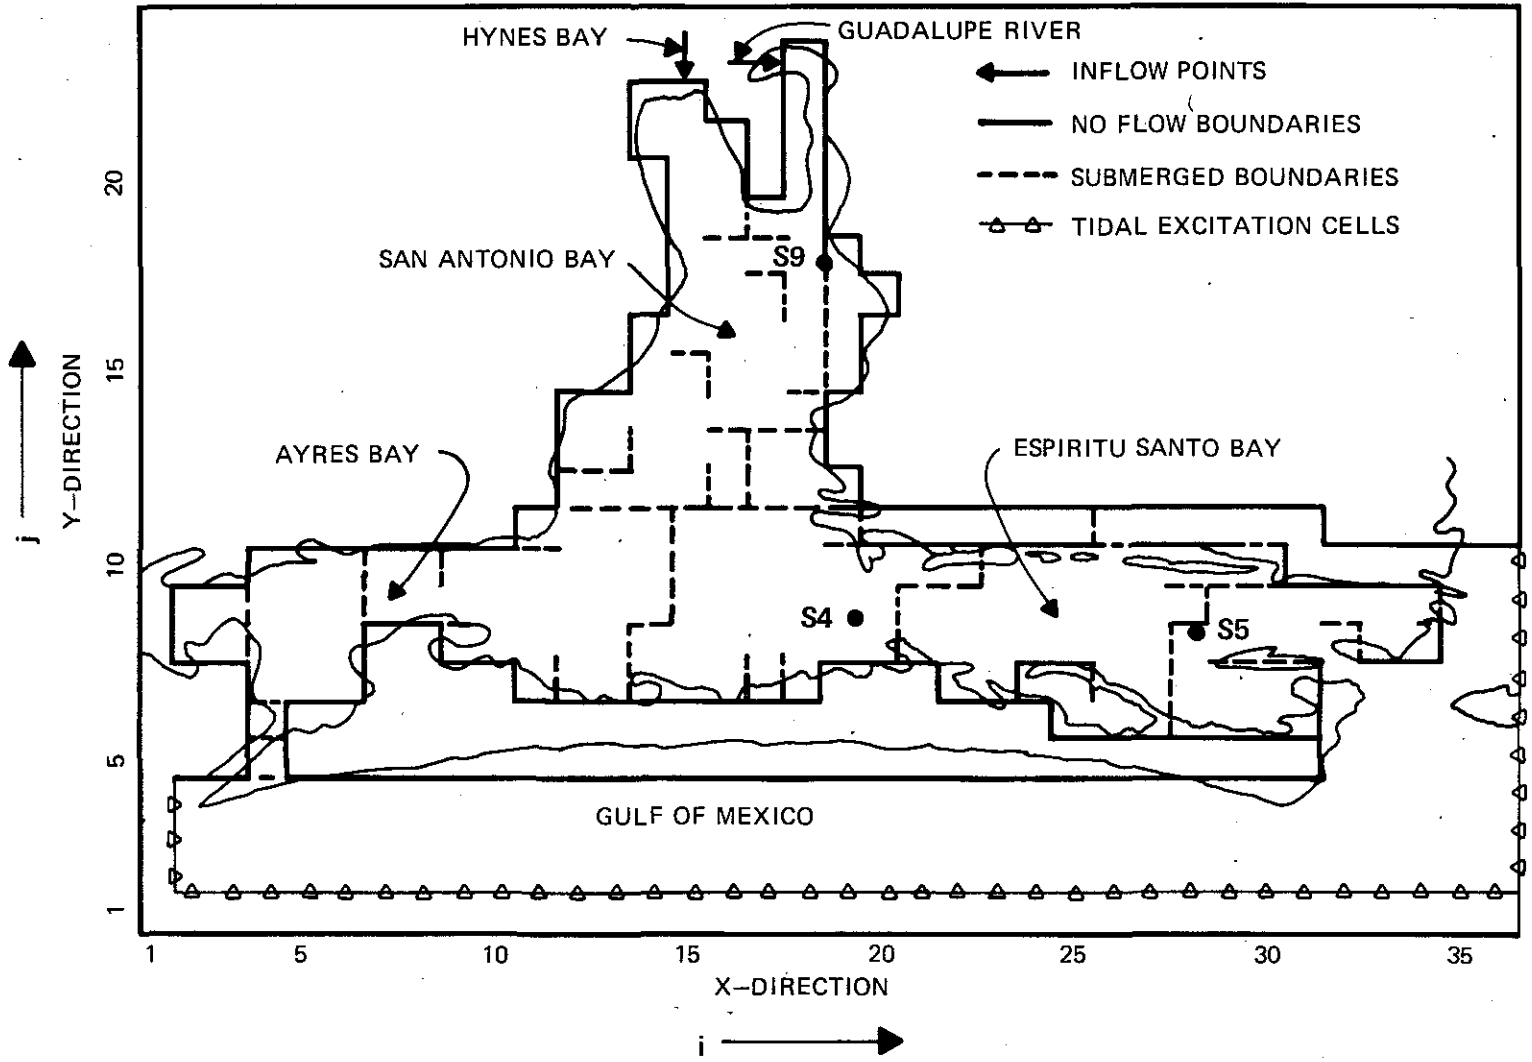 HYNES BAY
GUADALUPE RIVER
INFLOW POINTS
NO FLOW BOUNDARIES
SUBMERGED BOUNDARIES
TIDAL EXCITATION CELLS
SAN ANTONIO BAY
S9
AYRES BAY
ESPIRITU SANTO BAY
S4
S5
GULF OF MEXICO
20
15
10
5
1
Y–DIRECTION
j
1 5 10 15 20 25 30 35
X–DIRECTION
i